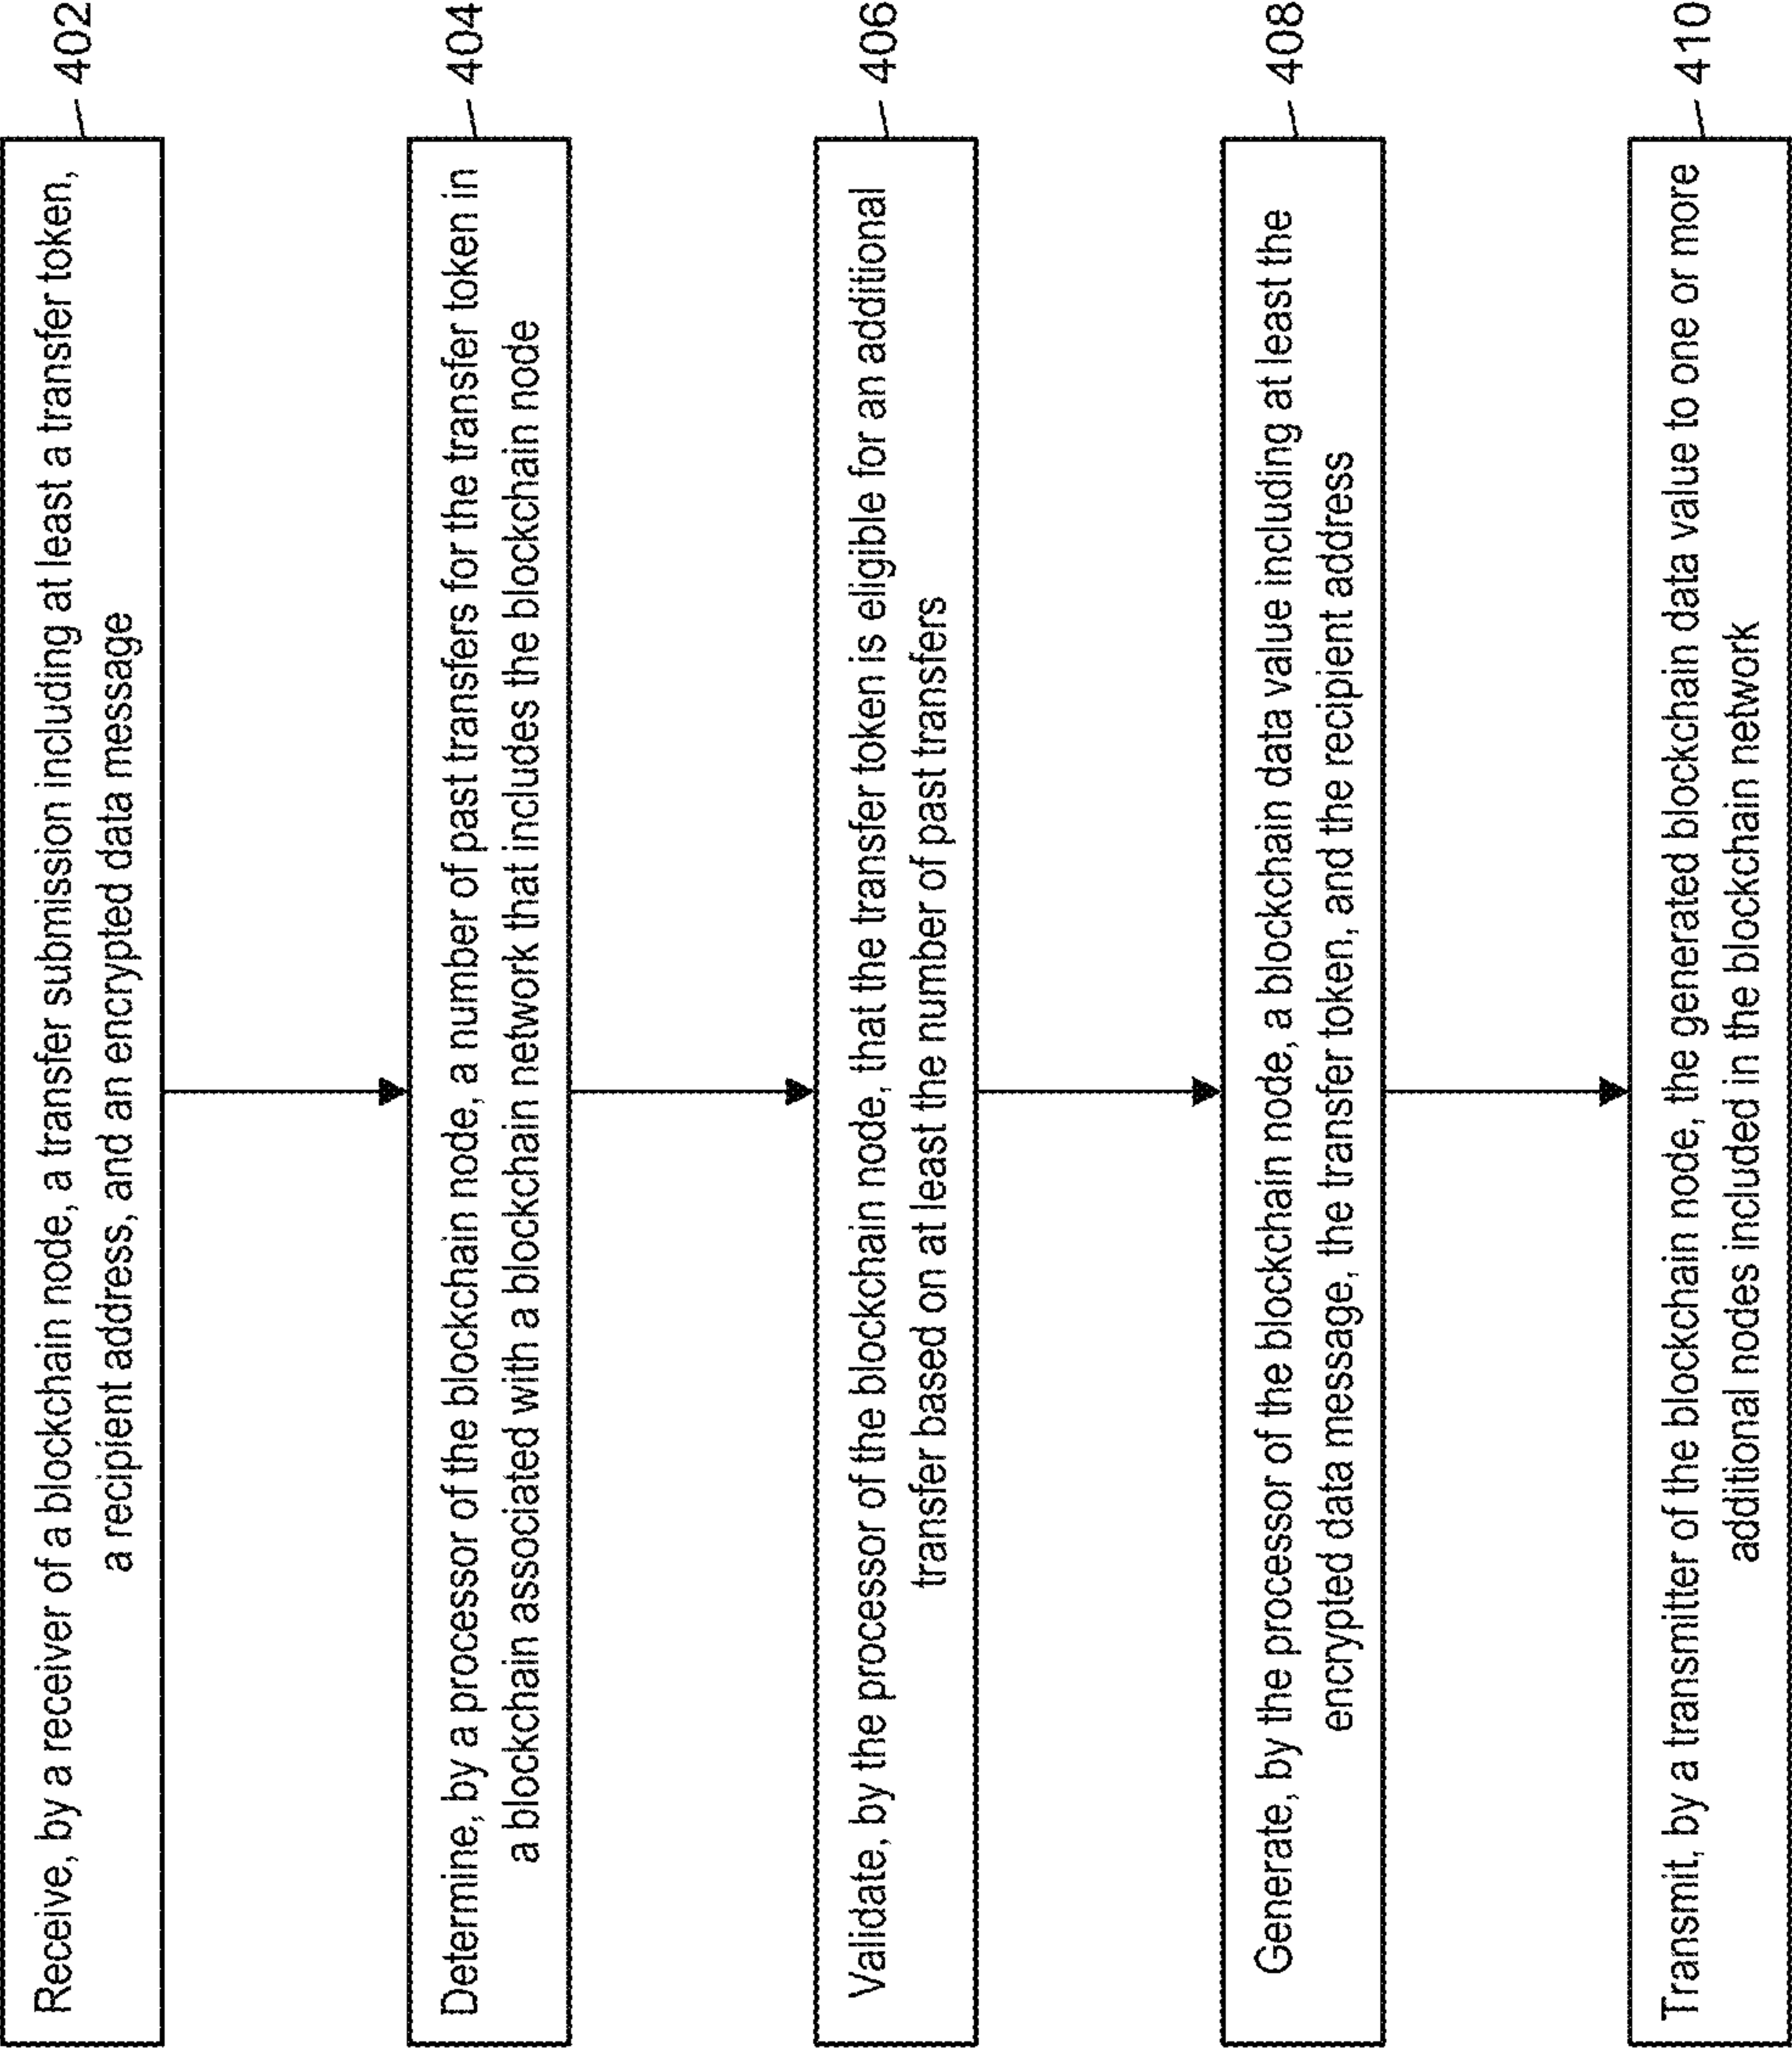 Receive, by a receiver of a blockchain node, a transfer submission including at least a transfer token,
a recipient address, and an encrypted data message
402
Determine, by a processor of the blockchain node, a number of past transfers for the transfer token in
a blockchain associated with a blockchain network that includes the blockchain node
404
Validate, by the processor of the blockchain node, that the transfer token is eligible for an additional
transfer based on at least the number of past transfers
406
Generate, by the processor of the blockchain node, a blockchain data value including at least the
encrypted data message, the transfer token, and the recipient address
408
Transmit, by a transmitter of the blockchain node, the generated blockchain data value to one or more
additional nodes included in the blockchain network
410